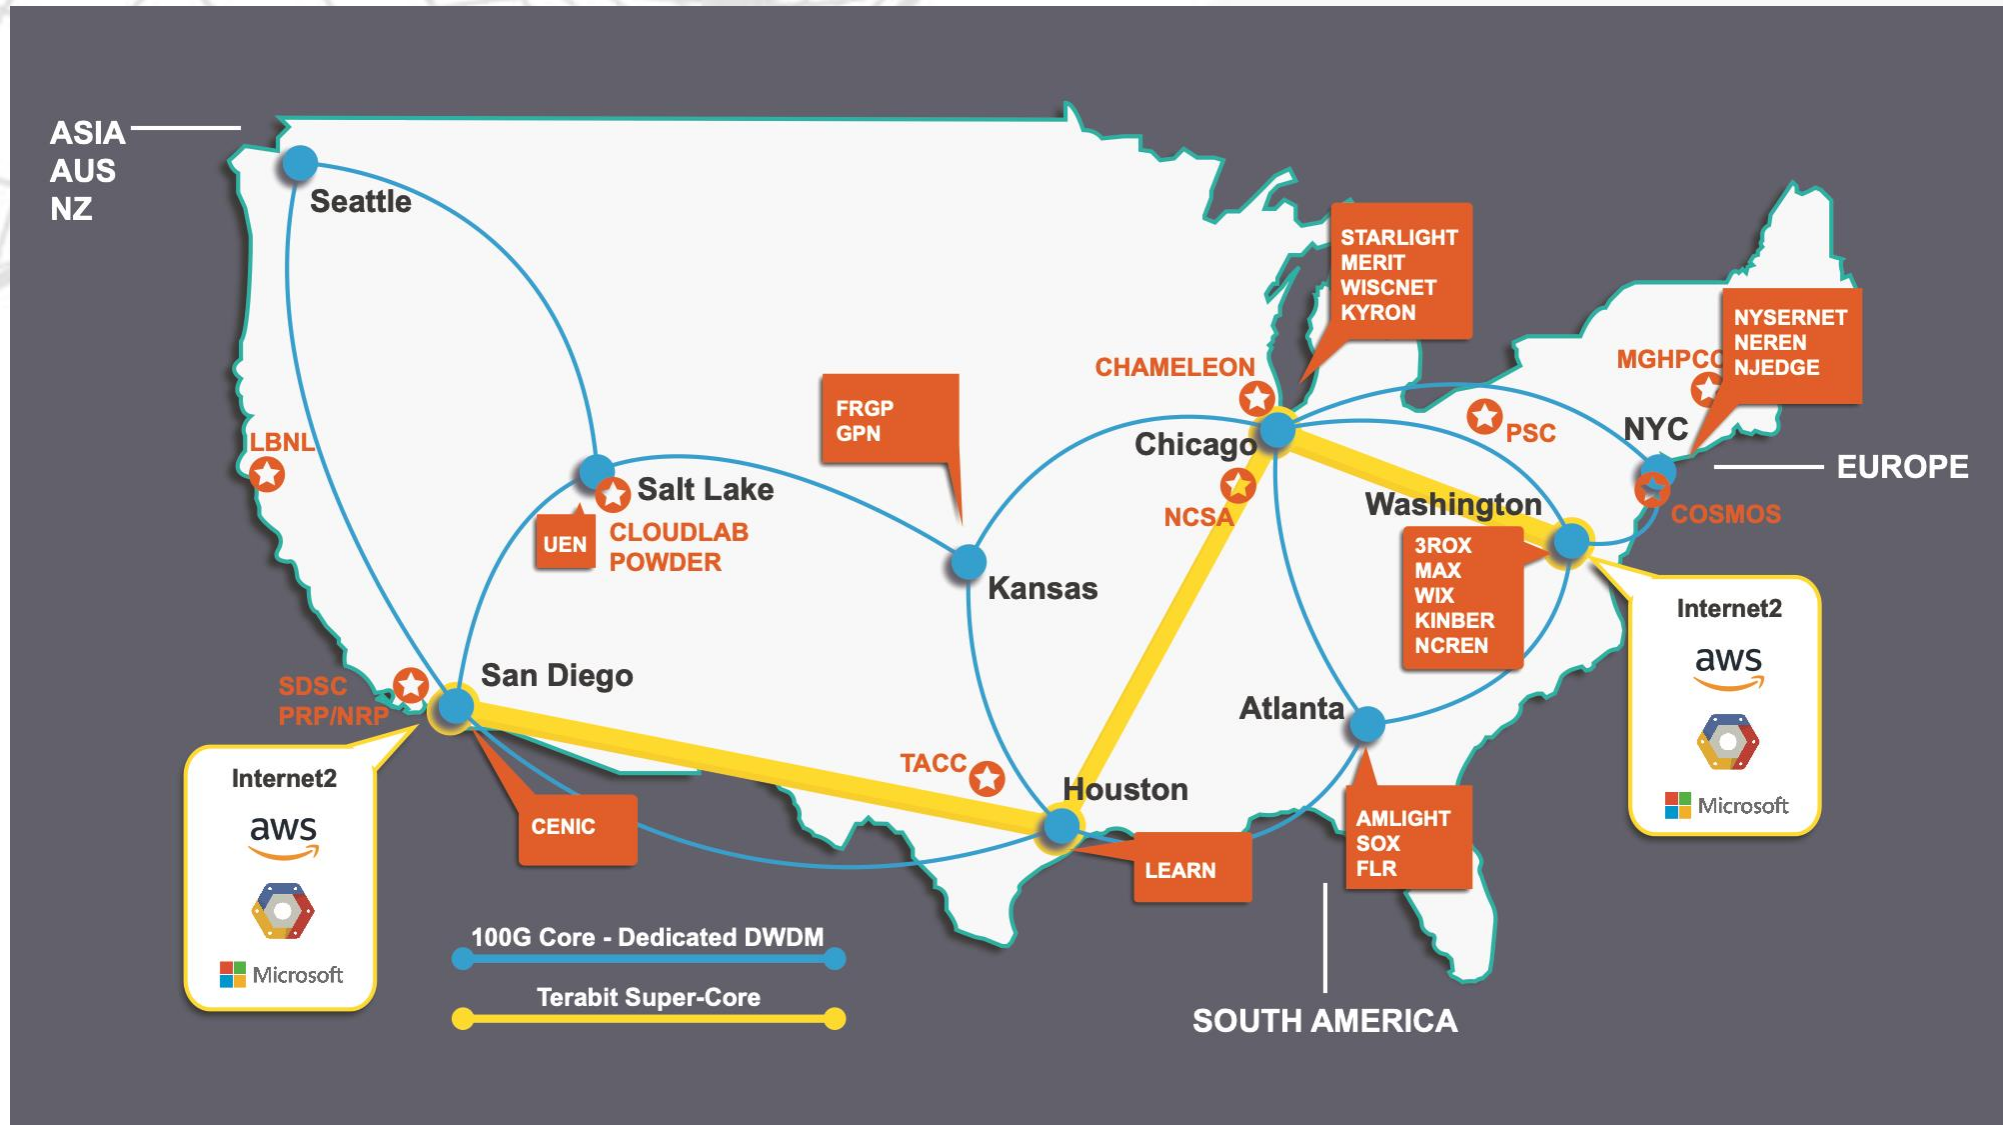 ASIA
AUS
NZ
Seattle
STARLIGHT
MERIT
WISCNET
KYRON
NYSERNET
NEREN
NJEDGE
MGHPCC
CHAMELEON
FRGP
GPN
LBNL
Chicago
PSC
NYC
EUROPE
Salt Lake
CLOUDLAB
POWDER
UEN
NCSA
Washington
COSMOS
3ROX
MAX
WIX
KINBER
NCREN
Kansas
Internet2
aws
Microsoft
San Diego
SDSC
PRP/NRP
Atlanta
TACC
Houston
Internet2
aws
Microsoft
CENIC
LEARN
AMLIGHT
SOX
FLR
100G Core - Dedicated DWDM
Terabit Super-Core
SOUTH AMERICA